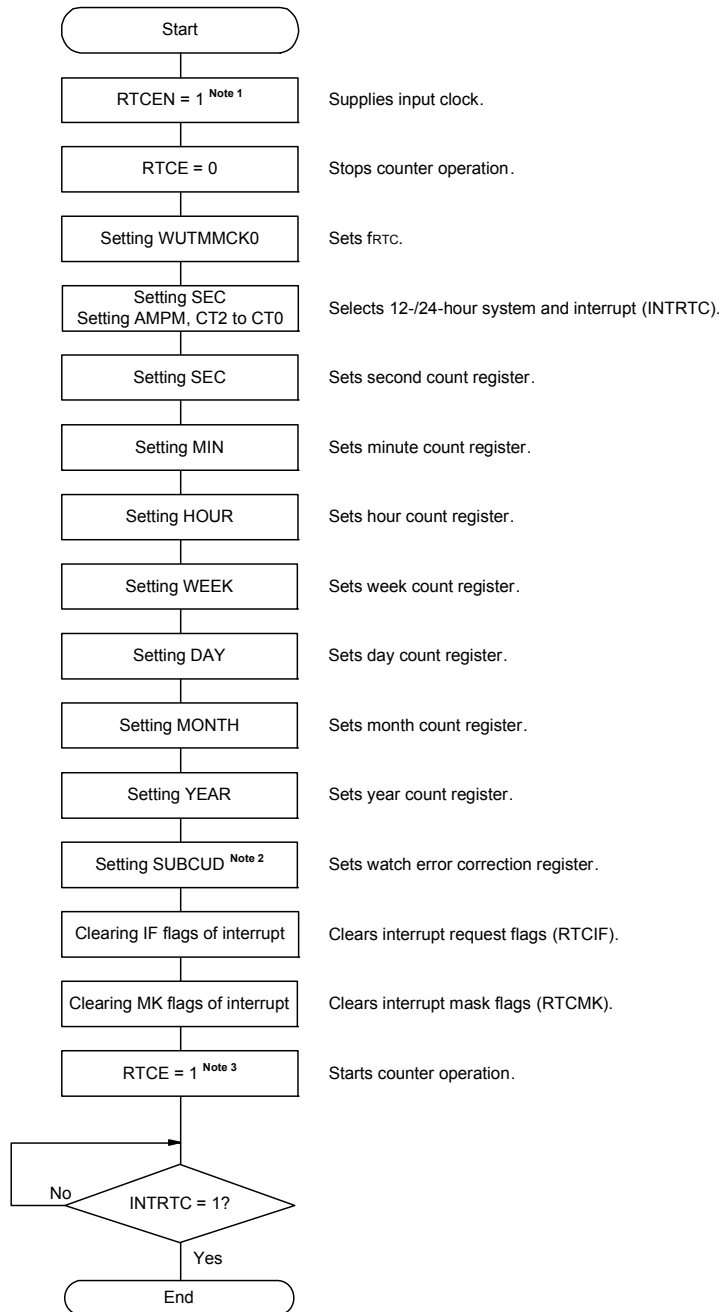 Start
RTCEN = 1 Note 1 Supplies input clock.
RTCE = 0 Stops counter operation.
Setting WUTMMCK0 Sets fRTC.
Setting SEC
Setting AMPM, CT2 to CT0 Selects 12-/24-hour system and interrupt (INTRTC).
Setting SEC Sets second count register.
Setting MIN Sets minute count register.
Setting HOUR Sets hour count register.
Setting WEEK Sets week count register.
Setting DAY Sets day count register.
Setting MONTH Sets month count register.
Setting YEAR Sets year count register.
Setting SUBCUD Note 2 Sets watch error correction register.
Clearing IF flags of interrupt Clears interrupt request flags (RTCIF).
Clearing MK flags of interrupt Clears interrupt mask flags (RTCMK).
RTCE = 1 Note 3 Starts counter operation.
No
INTRTC = 1?
Yes
End